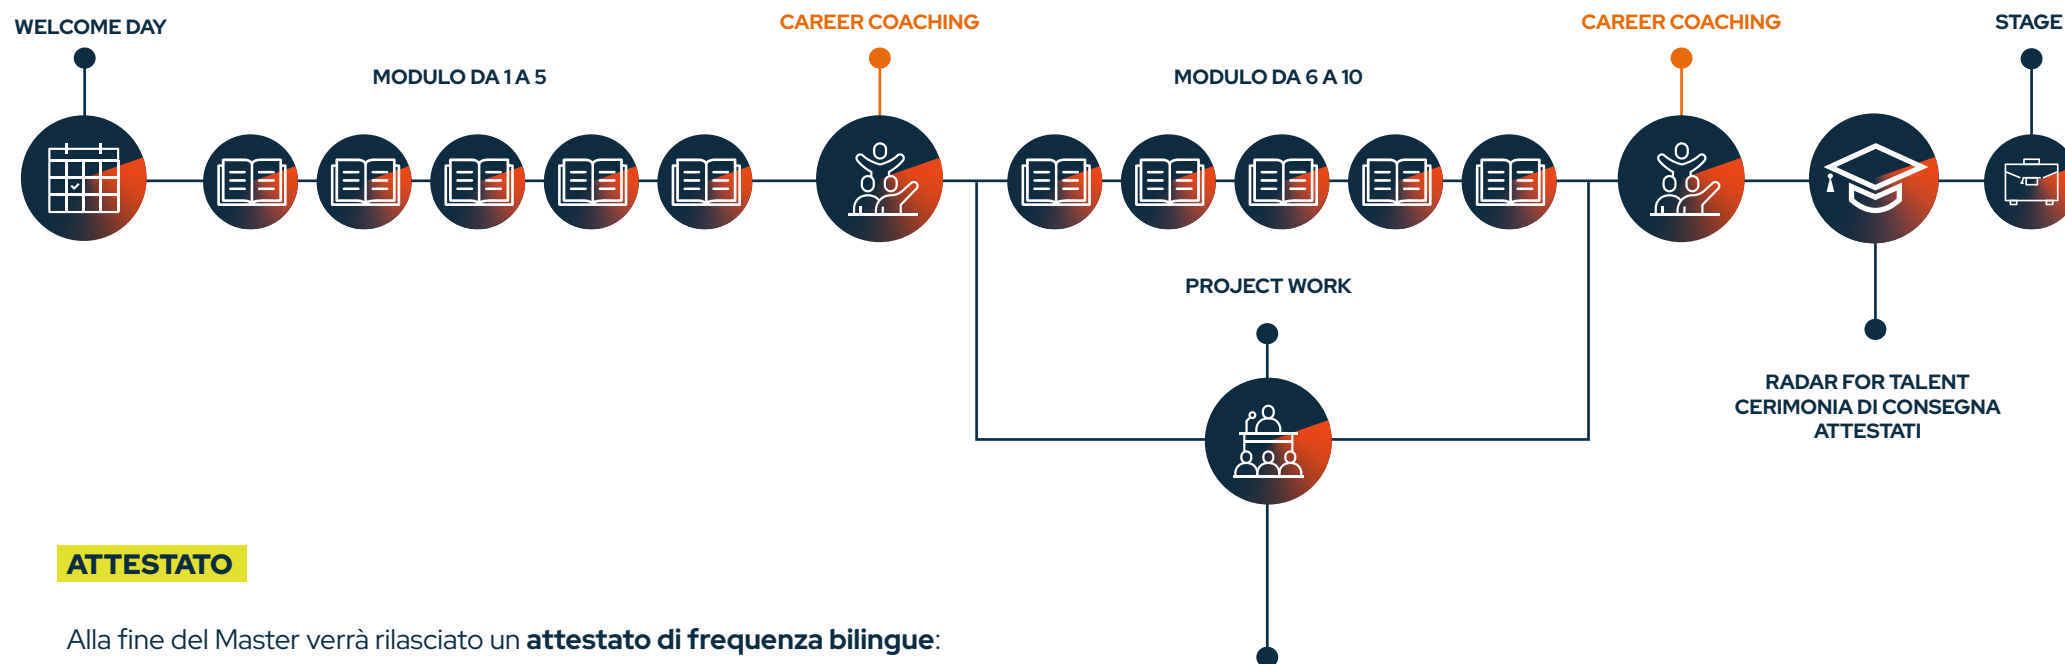 WELCOME DAY
CAREER COACHING
CAREER COACHING
STAGE
MODULO DA 1 A 5
MODULO DA 6 A 10
PROJECT WORK
RADAR FOR TALENT
CERIMONIA DI CONSEGNA
ATTESTATI
ATTESTATO
Alla fine del Master verrà rilasciato un attestato di frequenza bilingue: